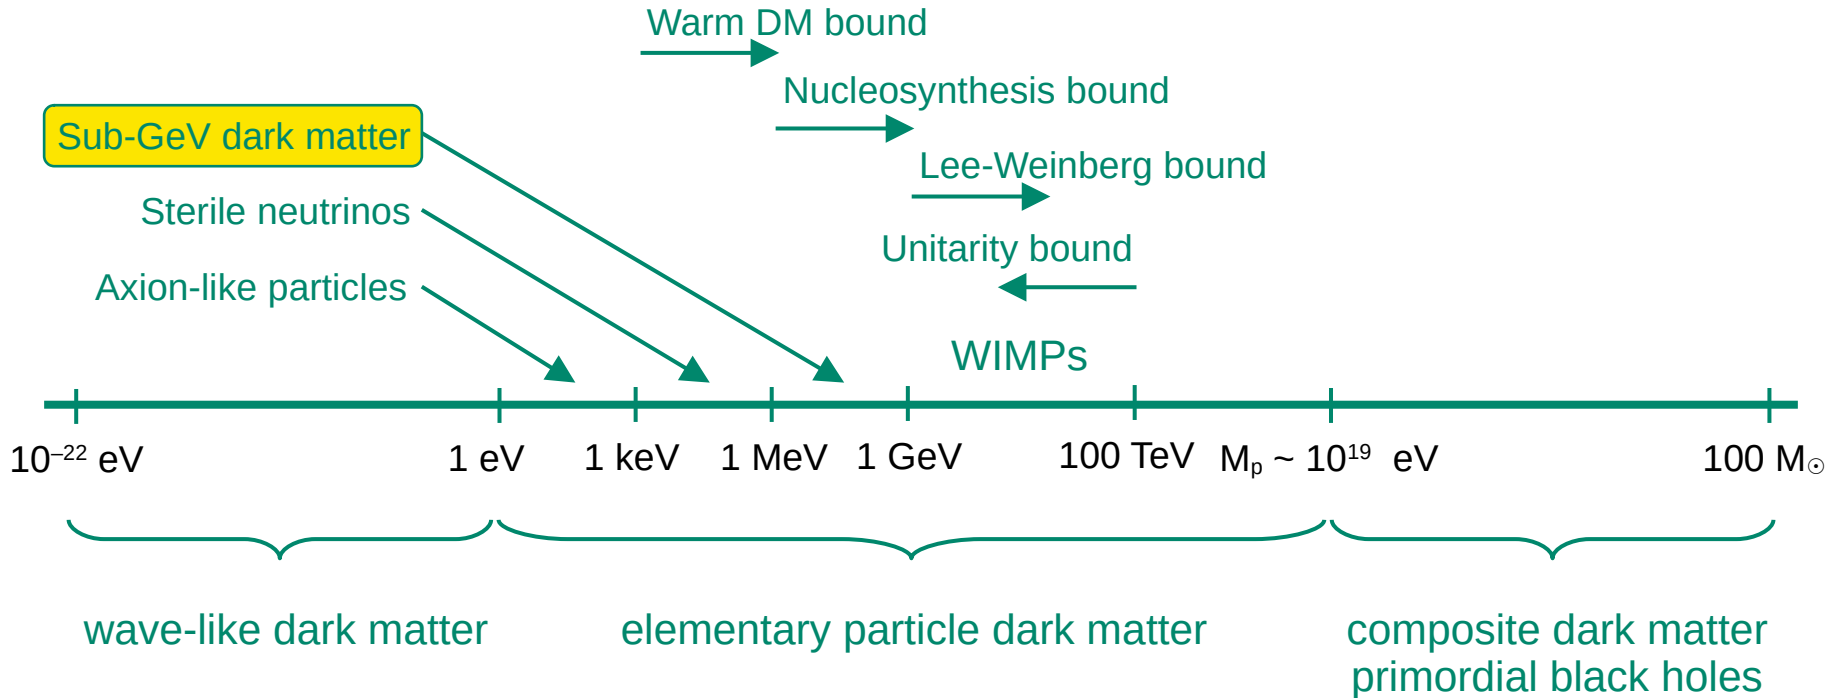 Warm DM bound
Nucleosynthesis bound
Sub-GeV dark matter
Lee-Weinberg bound
Sterile neutrinos
Unitarity bound
Axion-like particles
WIMPs
10⁻²² eV
1 eV
1 keV
1 MeV
1 GeV
100 TeV
Mₚ ~ 10¹⁹ eV
100 M☉
wave-like dark matter
elementary particle dark matter
composite dark matter
primordial black holes